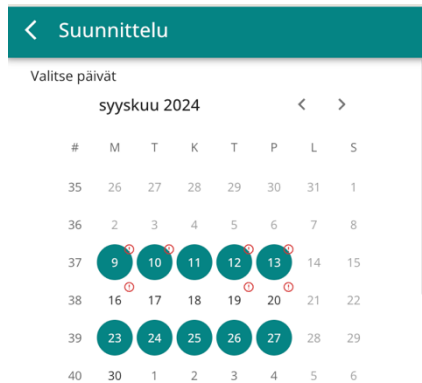 Suunnittelu
Valitse päivät
syyskuu 2024
# M T K T P L S
35 26 27 28 29 30 31 1
36 2 3 4 5 6 7 8
37 9 10 11 12 13 14 15
38 16 17 18 19 20 21 22
39 23 24 25 26 27 28 29
40 30 1 2 3 4 5 6